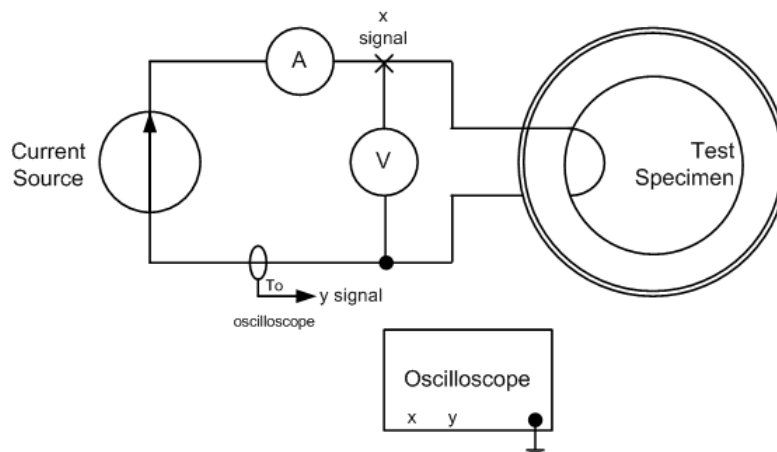 x
signal
A
Current
Source
V
Test
Specimen
To
y signal
oscilloscope
Oscilloscope
x y